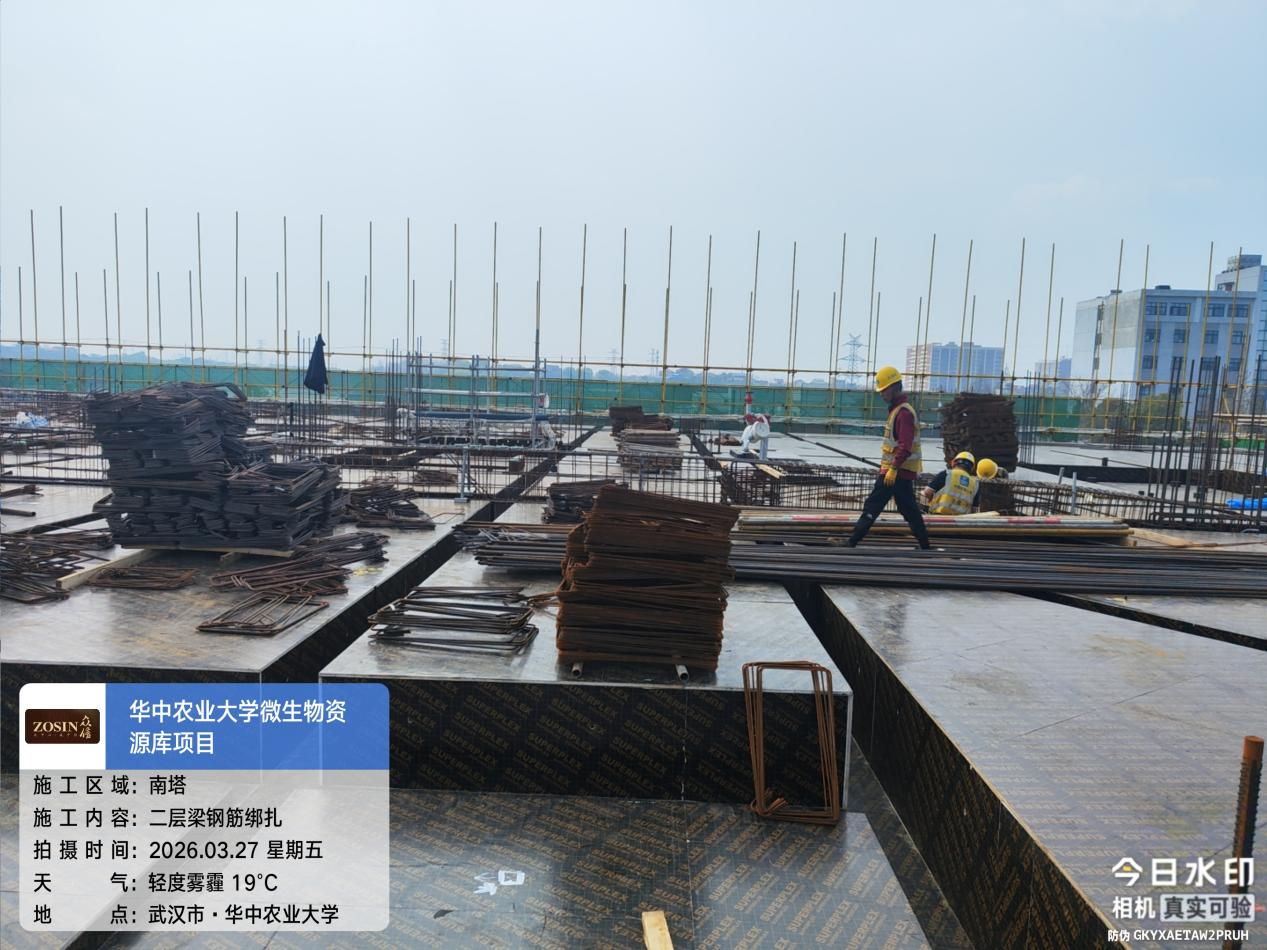 ZOSIN 众信
华中农业大学微生物资
源库项目
施工区域：南塔
施工内容：二层梁钢筋绑扎
拍摄时间：2026.03.27 星期五
天气：轻度雾霾 19℃
地点：武汉市·华中农业大学
SUPERPLEX
今日水印
相机 真实可验
防伪 GKYXAETAW2PRUH